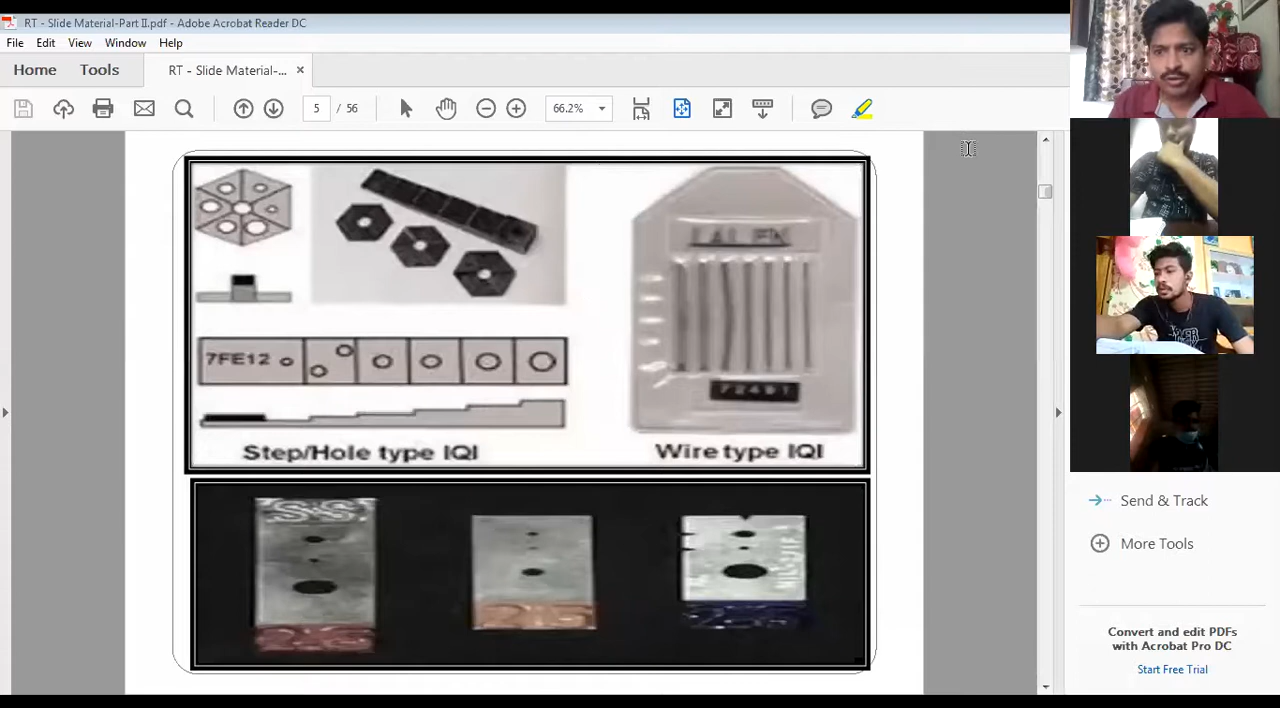 RT - Slide Material-Part II.pdf - Adobe Acrobat Reader DC
File Edit View Window Help
Home Tools RT - Slide Material-... ×
5 / 56 66.2%
7FE12
Step/Hole type IQI
Wire type IQI
SS
Send & Track
More Tools
Convert and edit PDFs
with Acrobat Pro DC
Start Free Trial